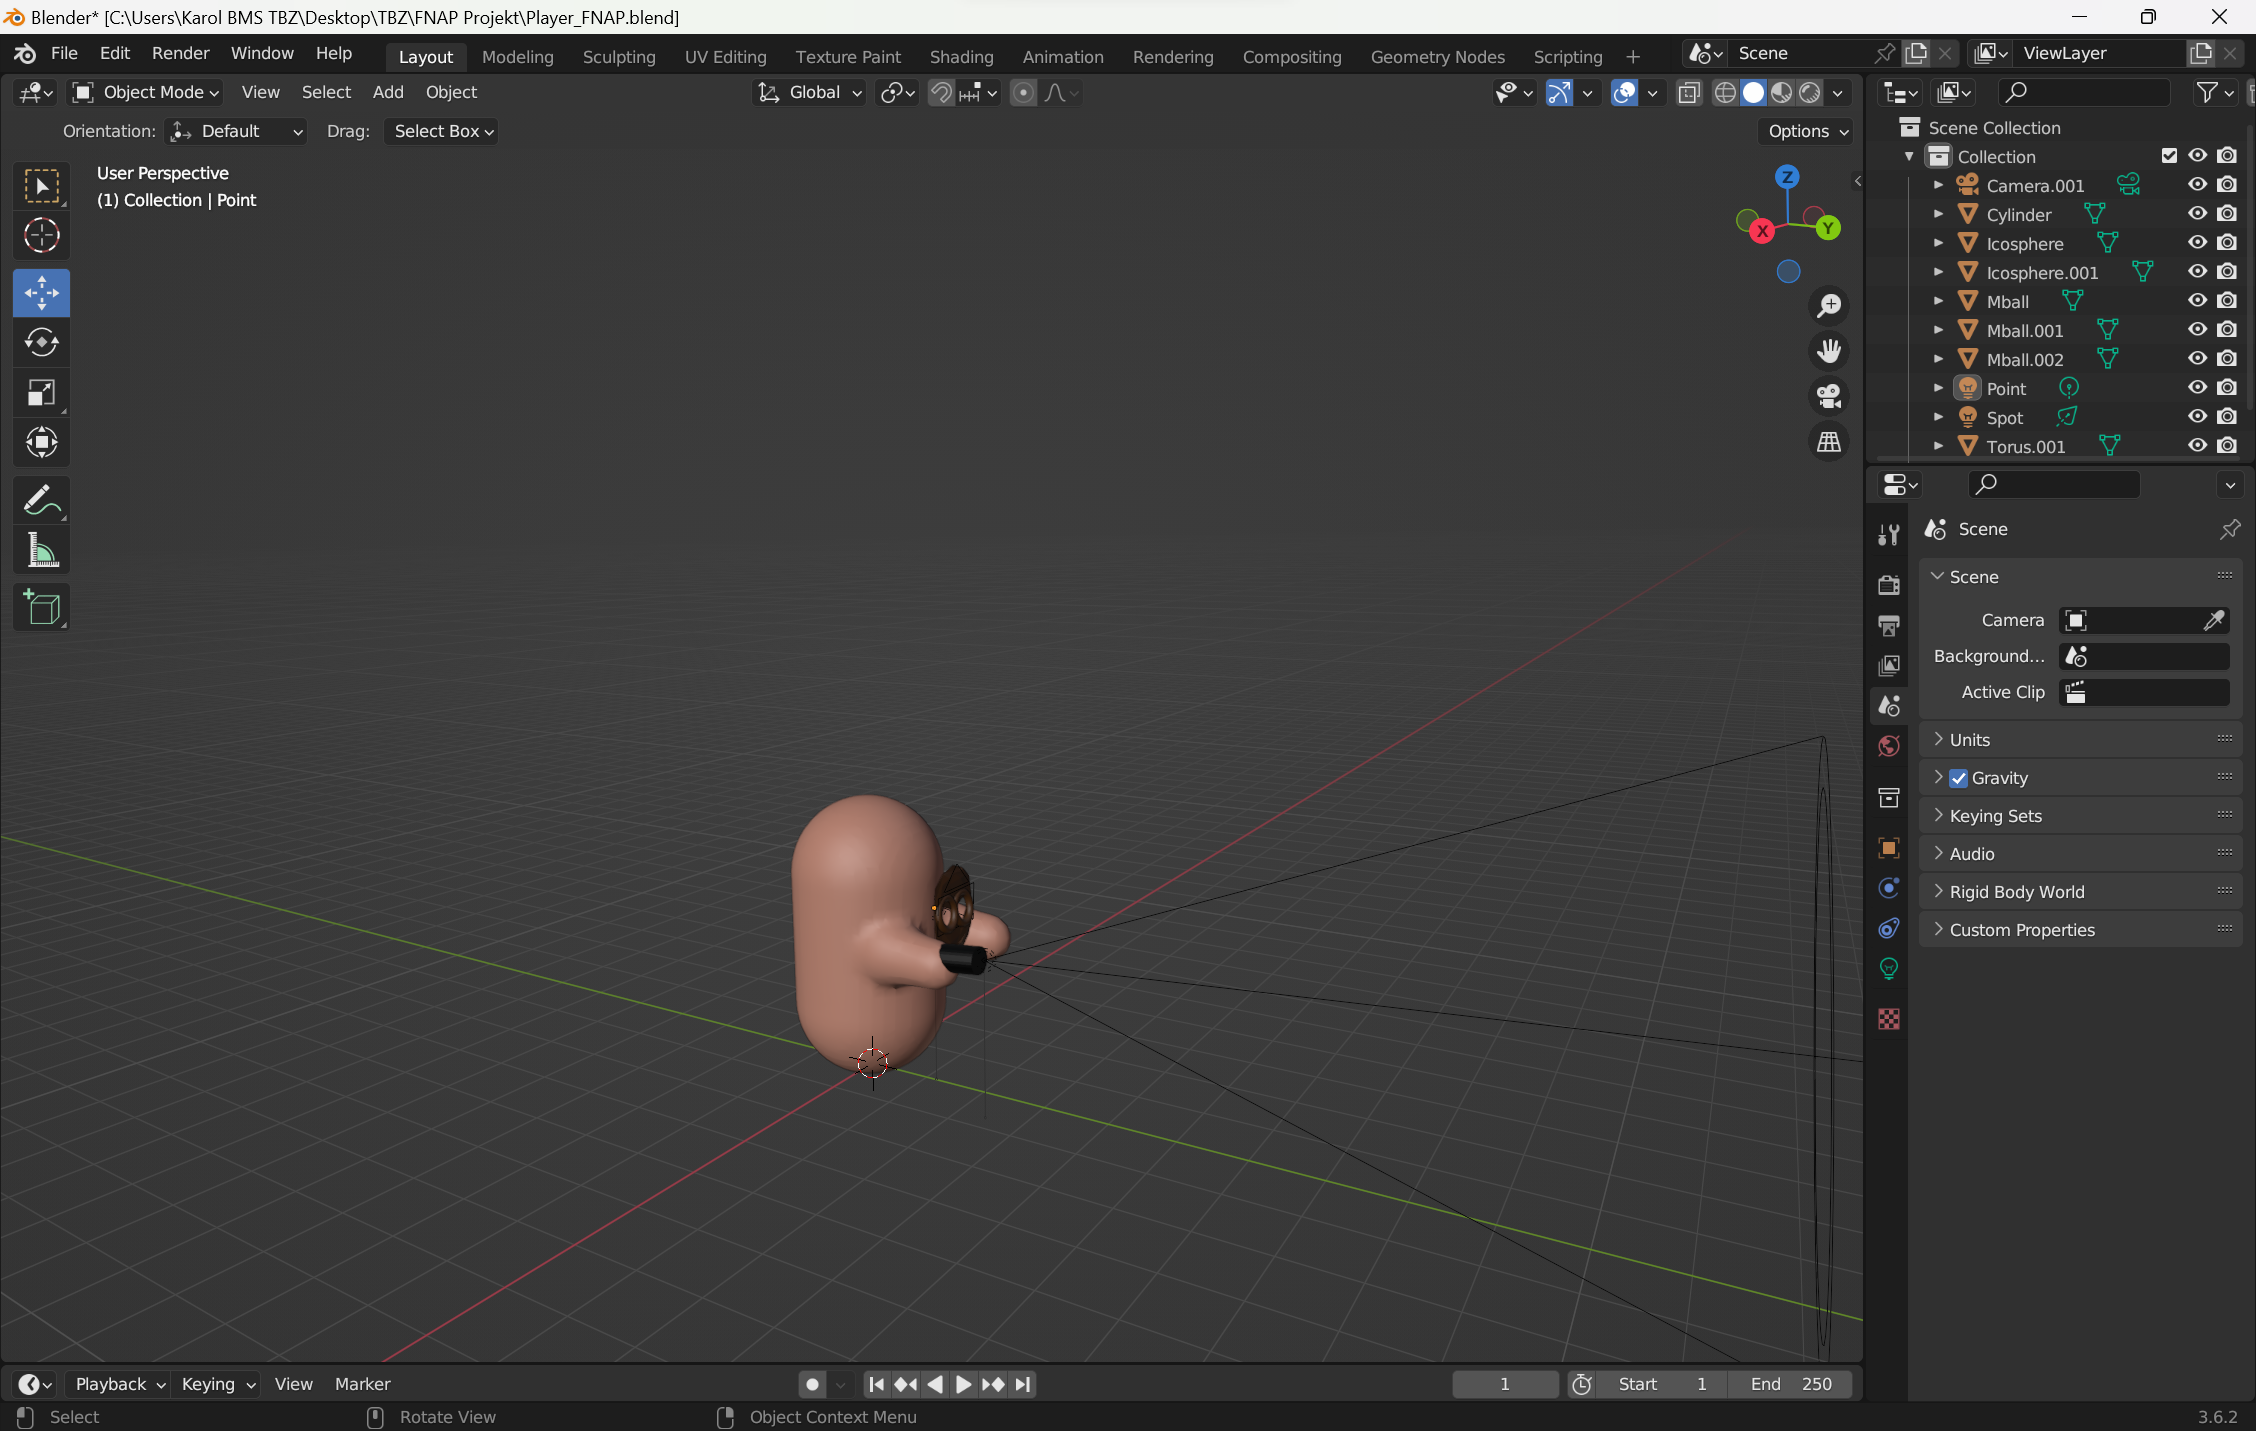 Blender* [C:\Users\Karol BMS TBZ\Desktop\TBZ\FNAP Projekt\Player_FNAP.blend]
File Edit Render Window Help Layout Modeling Sculpting UV Editing Texture Paint Shading Animation Rendering Compositing Geometry Nodes Scripting + Scene ViewLayer
Object Mode View Select Add Object Global
Orientation: Default Drag: Select Box Options
User Perspective
(1) Collection | Point
Z
X
Y
Scene Collection
Collection
Camera.001
Cylinder
Icosphere
Icosphere.001
Mball
Mball.001
Mball.002
Point
Spot
Torus.001
Scene
Scene
Camera
Background...
Active Clip
Units
Gravity
Keying Sets
Audio
Rigid Body World
Custom Properties
Playback Keying View Marker 1 Start 1 End 250
Select Rotate View Object Context Menu 3.6.2